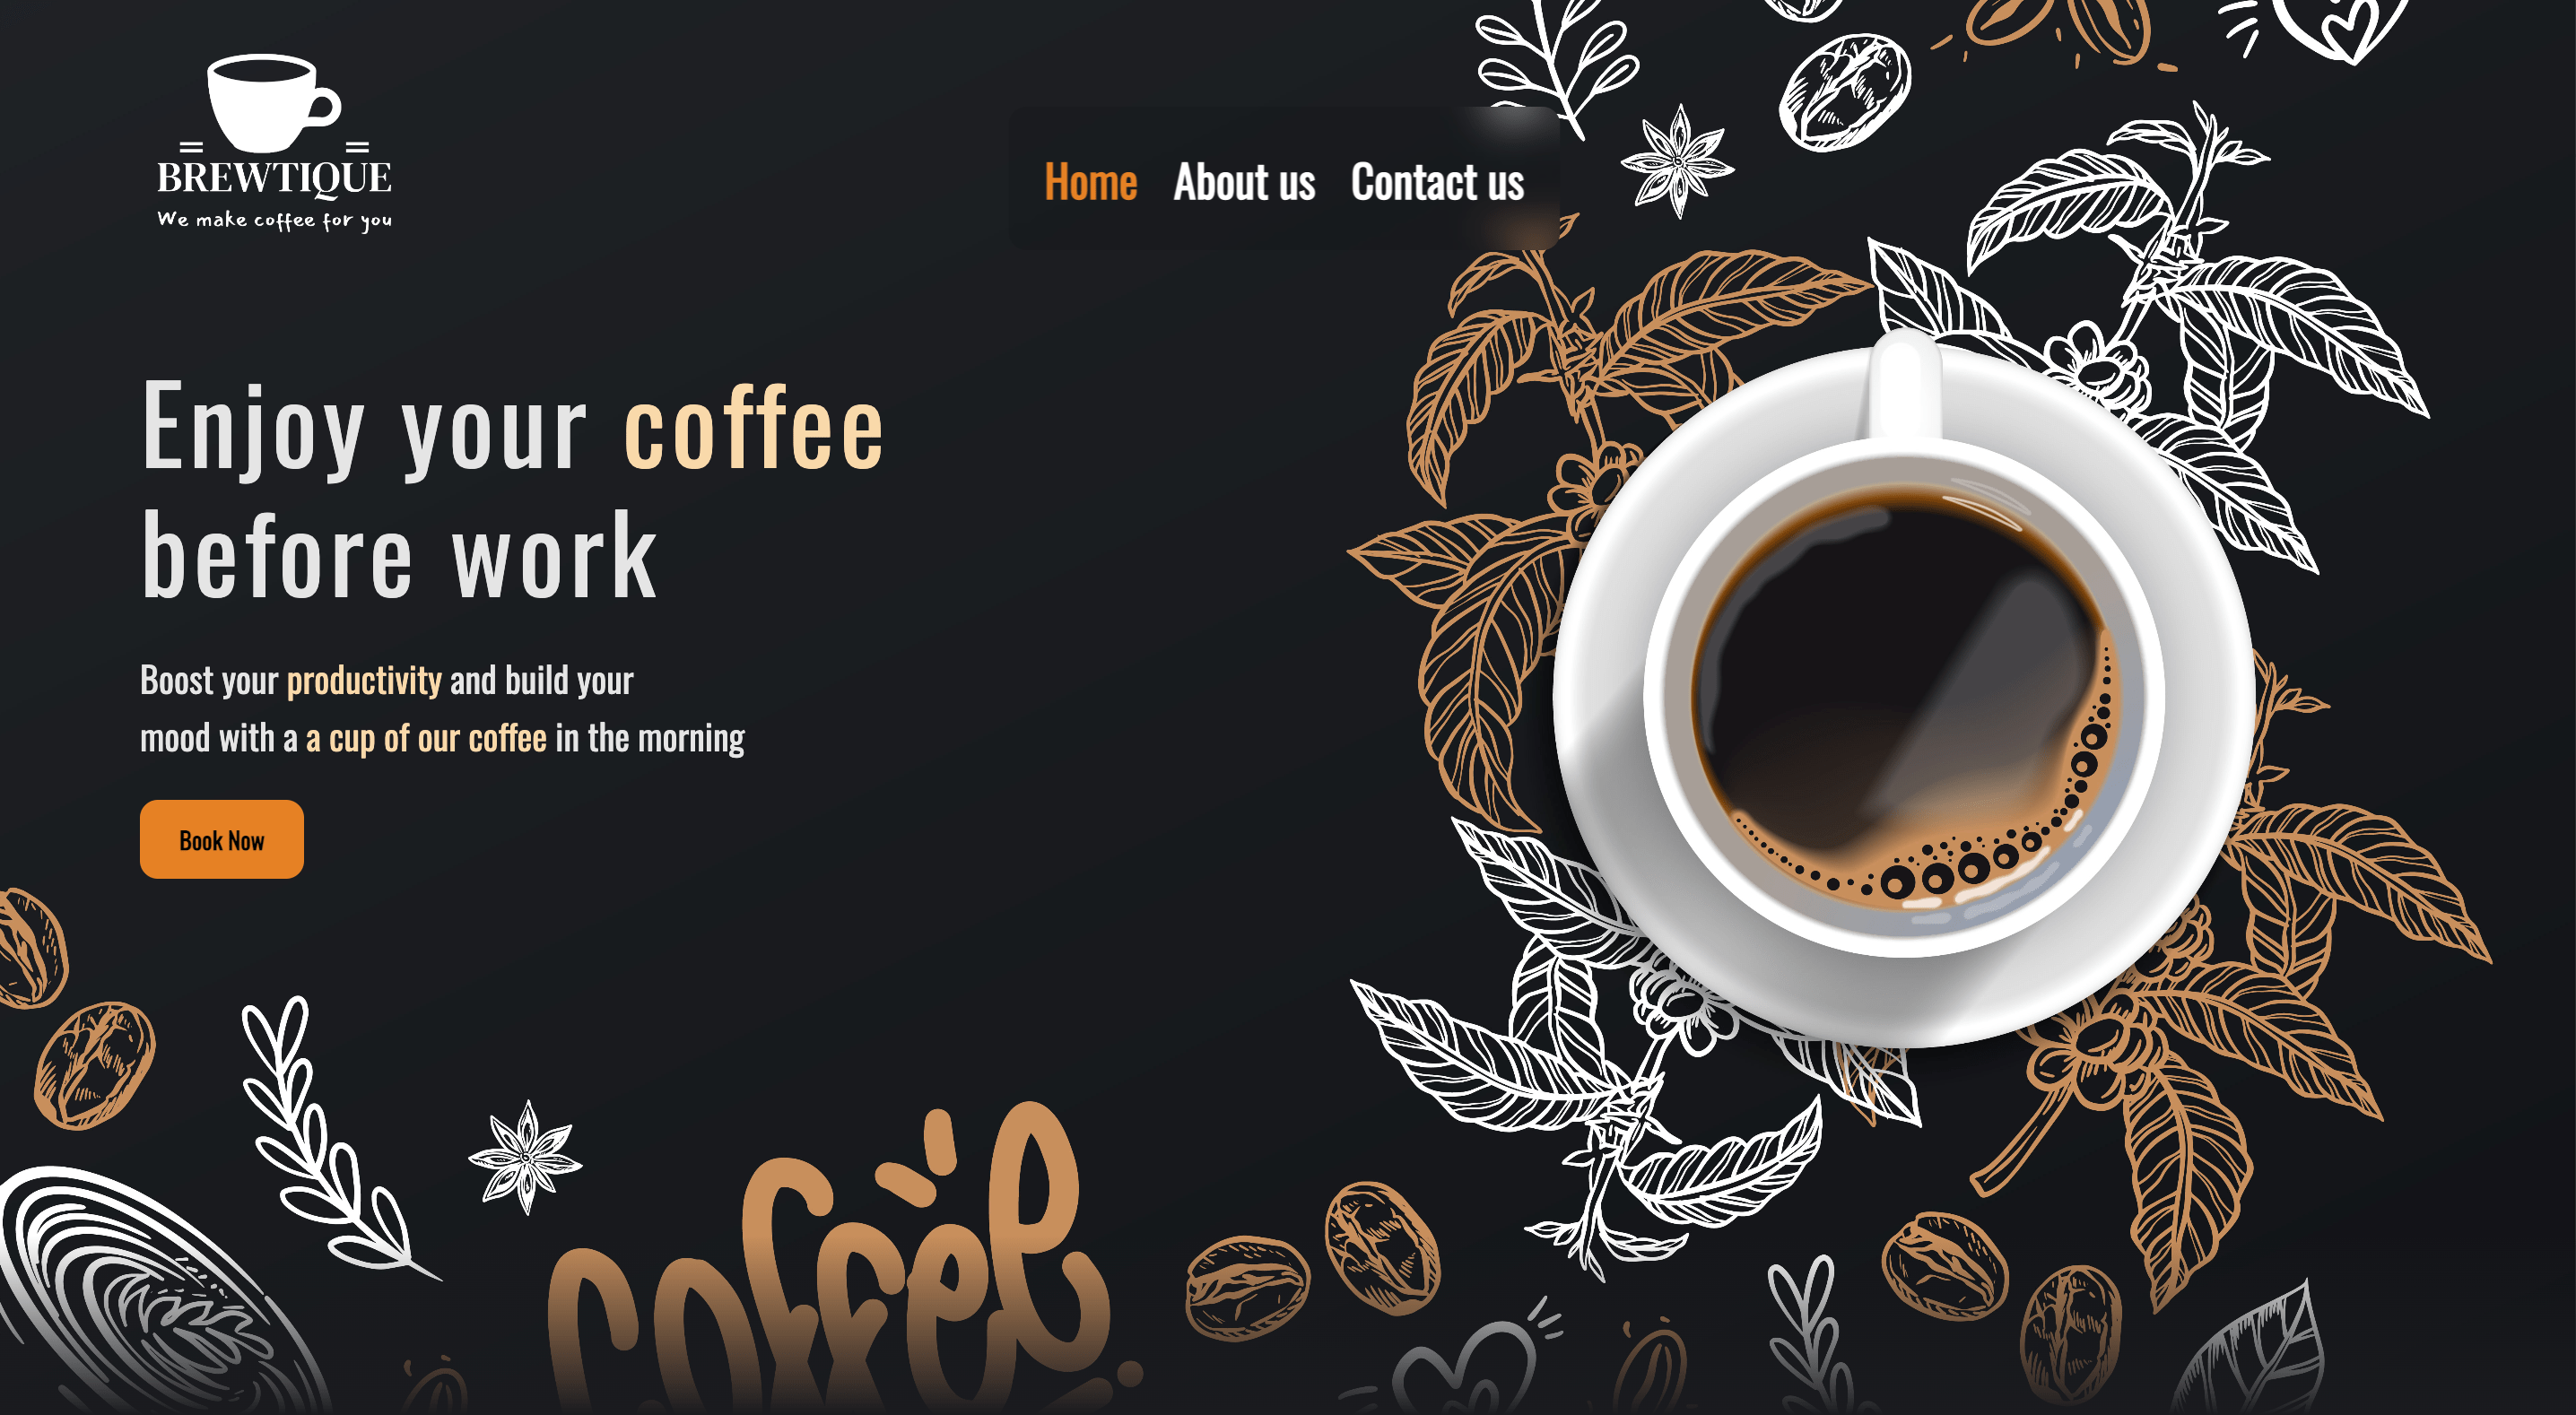 BREWTIQUE
We make coffee for you
Home About us Contact us
Enjoy your coffee
before work
Boost your productivity and build your
mood with a a cup of our coffee in the morning
Book Now
coffee